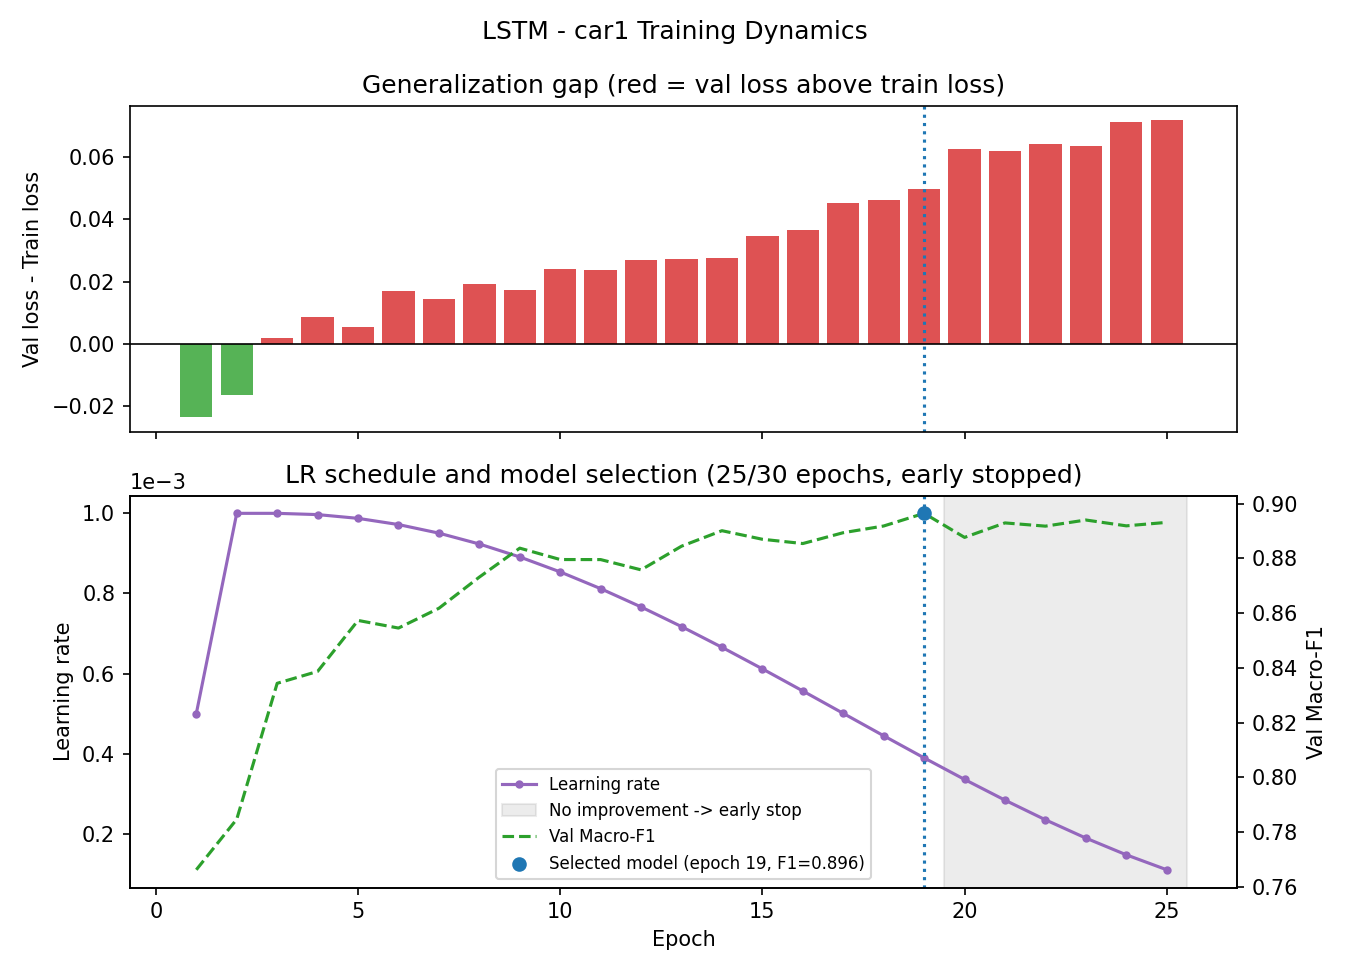 LSTM - car1 Training Dynamics
Generalization gap (red = val loss above train loss)
Val loss - Train loss
0.06
0.04
0.02
0.00
−0.02
LR schedule and model selection (25/30 epochs, early stopped)
1e−3
Learning rate
1.0
0.8
0.6
0.4
0.2
0.90
0.88
0.86
0.84
0.82
0.80
0.78
0.76
Val Macro-F1
Learning rate
No improvement -> early stop
Val Macro-F1
Selected model (epoch 19, F1=0.896)
0 5 10 15 20 25
Epoch